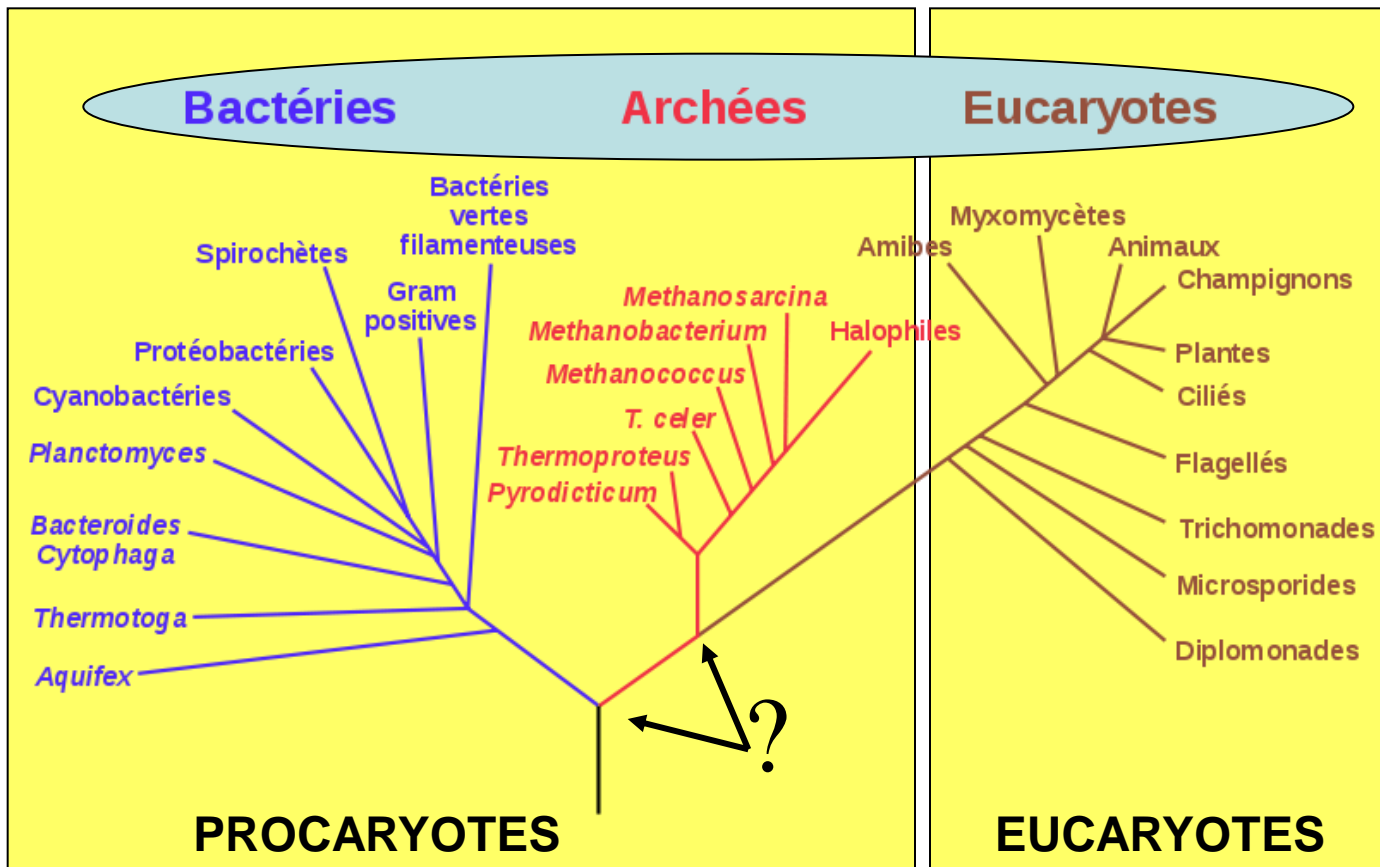 Bactéries
Archées
Eucaryotes
Bactéries
vertes
filamenteuses
Spirochètes
Gram
positives
Protéobactéries
Cyanobactéries
Planctomyces
Bacteroides
Cytophaga
Thermotoga
Aquifex
Methanosarcina
Methanobacterium
Halophiles
Methanococcus
T. celer
Thermoproteus
Pyrodicticum
Myxomycètes
Amibes
Animaux
Champignons
Plantes
Ciliés
Flagellés
Trichomonades
Microsporides
Diplomonades
?
PROCARYOTES
EUCARYOTES